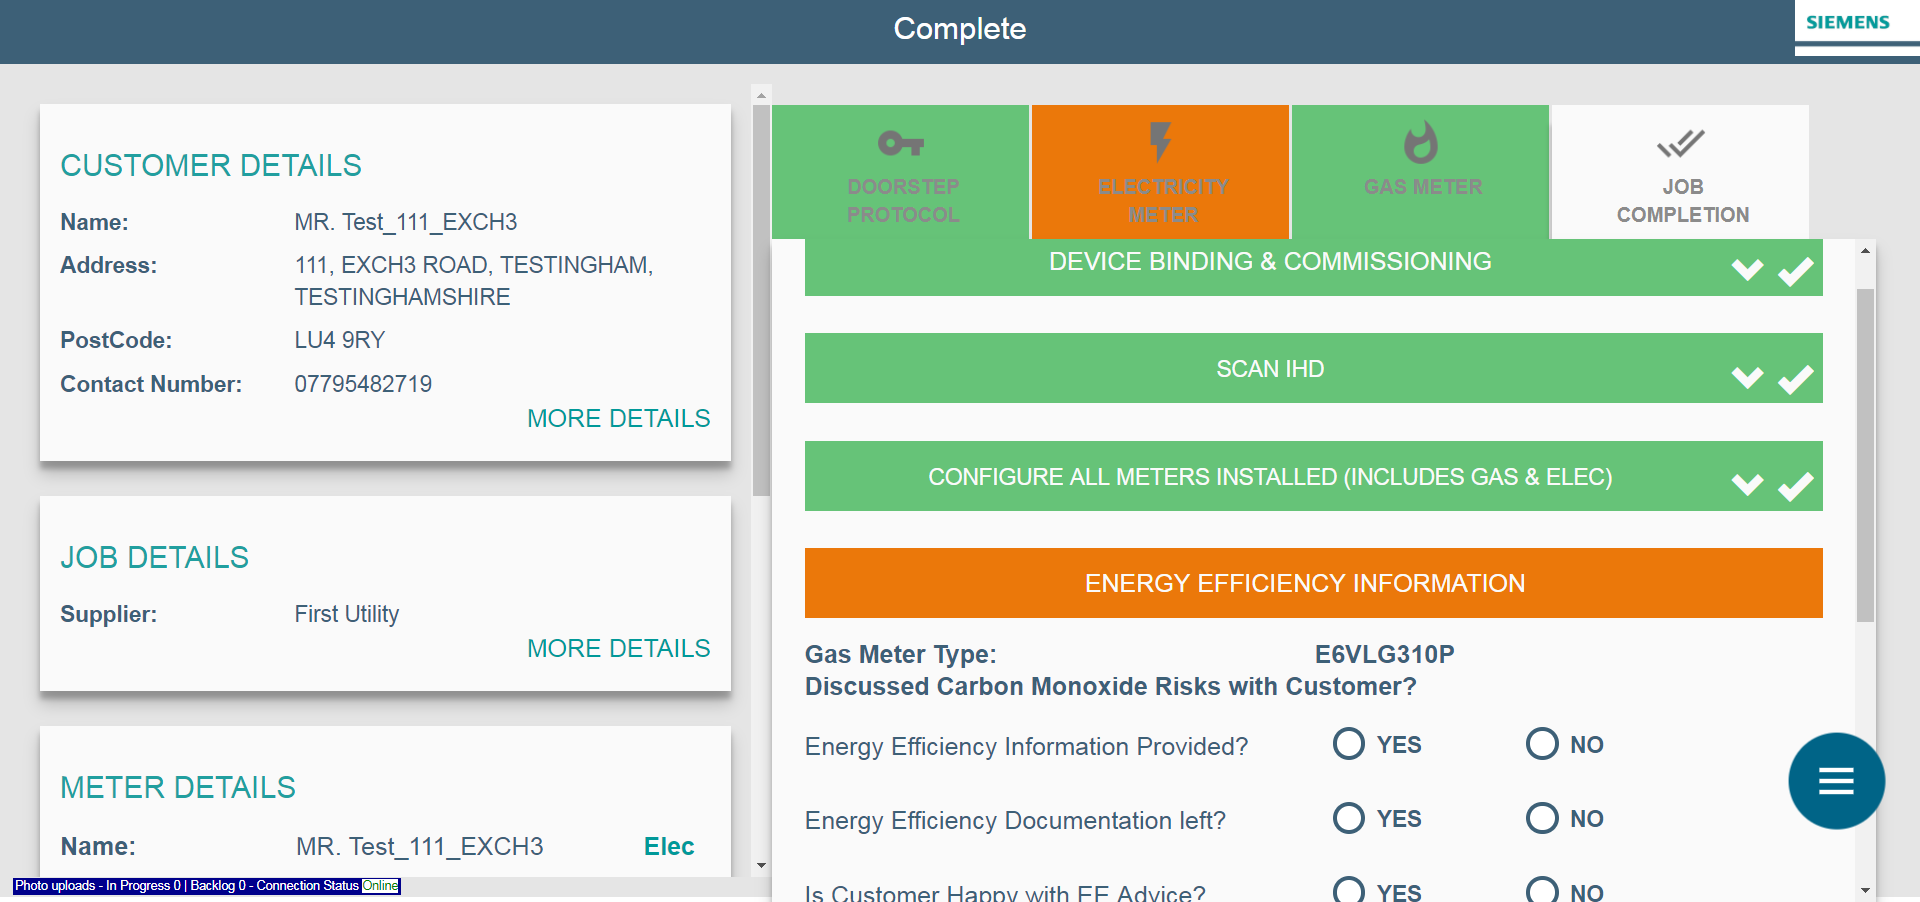 Complete
SIEMENS
CUSTOMER DETAILS
Name: MR. Test_111_EXCH3
Address: 111, EXCH3 ROAD, TESTINGHAM,
TESTINGHAMSHIRE
PostCode: LU4 9RY
Contact Number: 07795482719
MORE DETAILS
JOB DETAILS
Supplier: First Utility
MORE DETAILS
METER DETAILS
Name: MR. Test_111_EXCH3 Elec
Photo uploads - In Progress 0 | Backlog 0 - Connection Status Online
DOORSTEP
PROTOCOL
ELECTRICITY
METER
GAS METER
JOB
COMPLETION
DEVICE BINDING & COMMISSIONING
SCAN IHD
CONFIGURE ALL METERS INSTALLED (INCLUDES GAS & ELEC)
ENERGY EFFICIENCY INFORMATION
Gas Meter Type: E6VLG310P
Discussed Carbon Monoxide Risks with Customer?
Energy Efficiency Information Provided? YES NO
Energy Efficiency Documentation left? YES NO
Is Customer Happy with EE Advice? YES NO